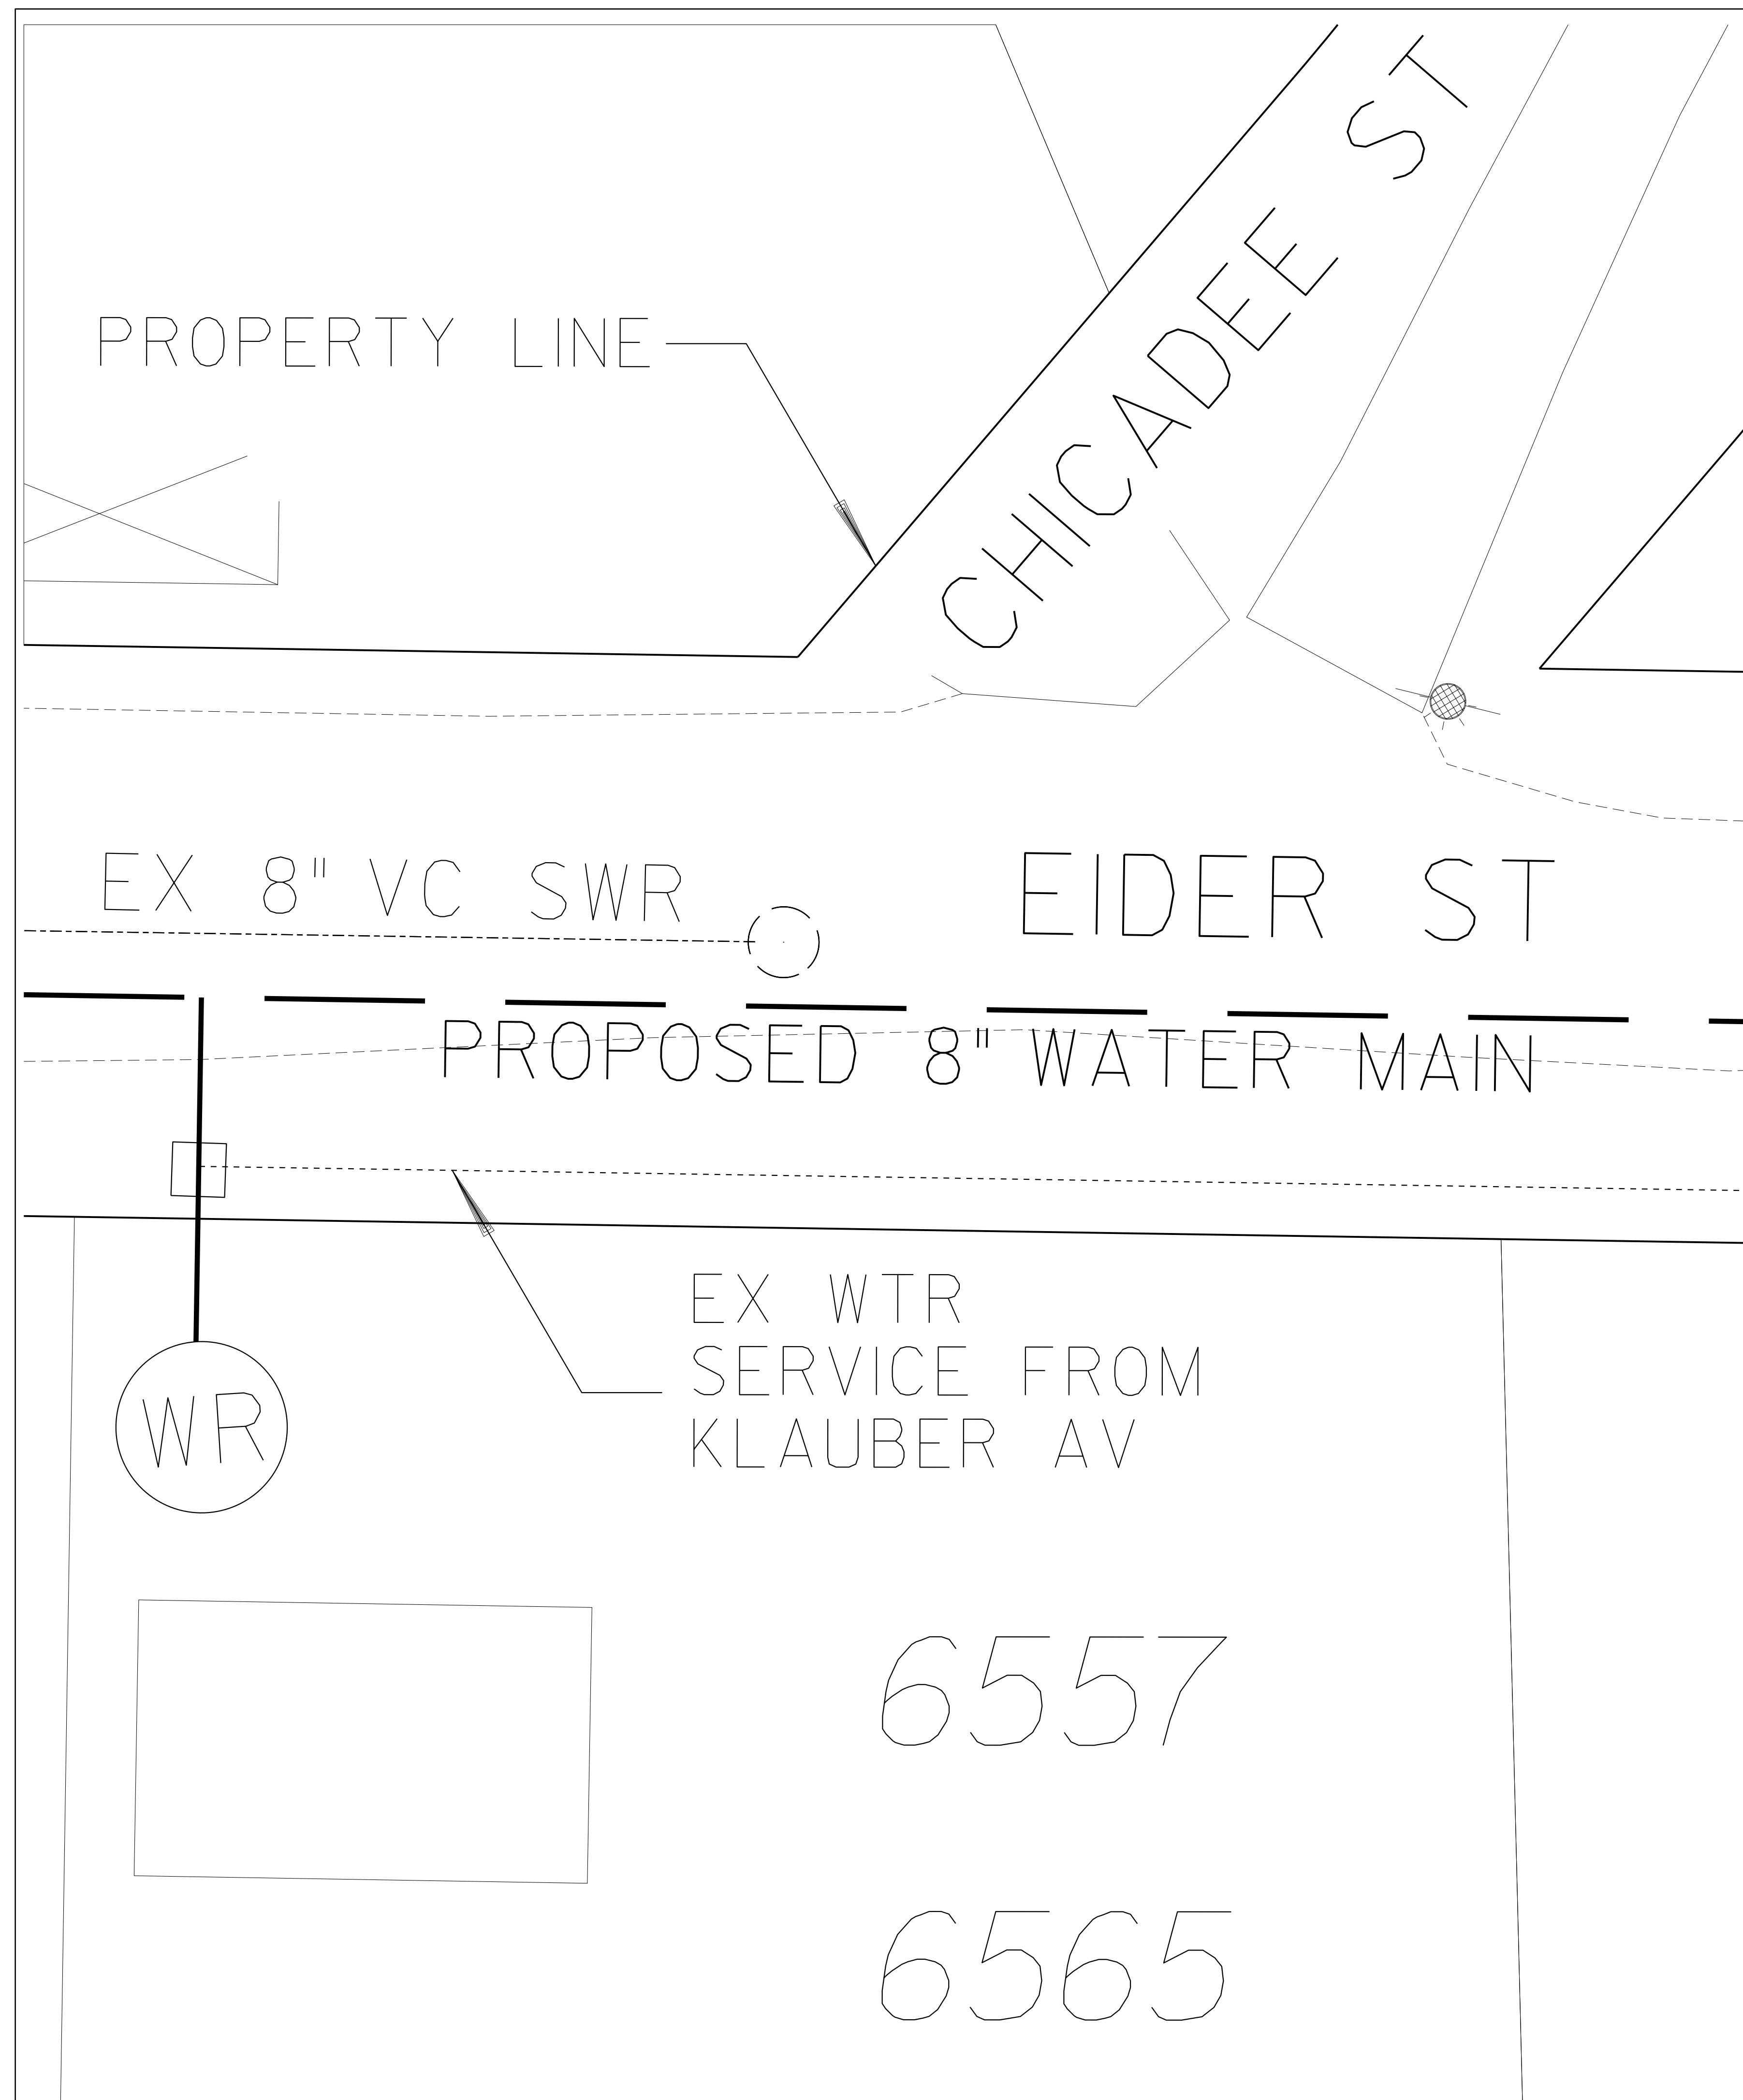 CHICADEE ST
PROPERTY LINE
EX 8" VC SWR
EIDER ST
PROPOSED 8" WATER MAIN
EX WTR
SERVICE FROM
KLAUBER AV
WR
6557
6565